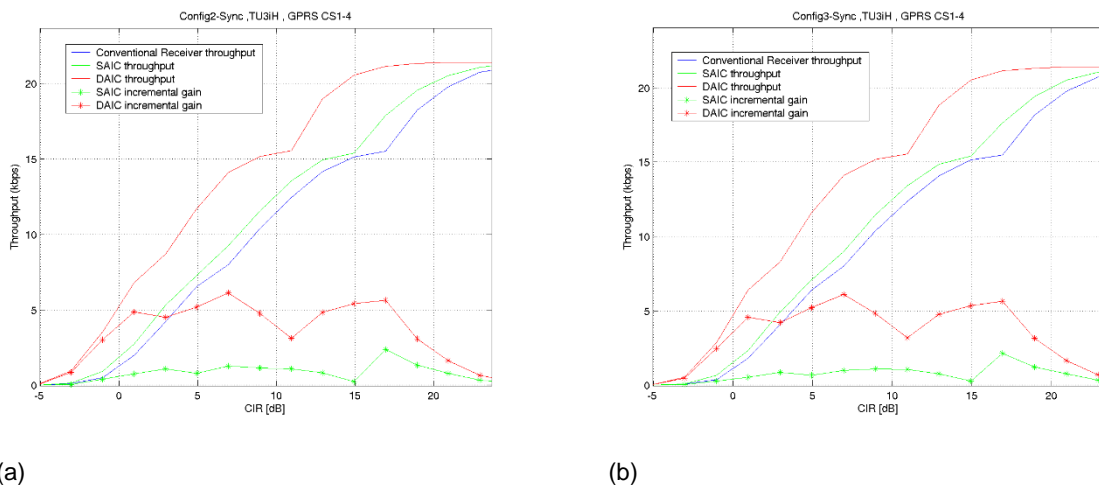 Config2-Sync ,TU3iH , GPRS CS1-4
Conventional Receiver throughput
SAIC throughput
DAIC throughput
SAIC incremental gain
DAIC incremental gain
Throughput (kbps)
20
15
10
5
0
-5 0 5 10 15 20
CIR [dB]
(a)
Config3-Sync ,TU3iH , GPRS CS1-4
Conventional Receiver throughput
SAIC throughput
DAIC throughput
SAIC incremental gain
DAIC incremental gain
Throughput (kbps)
20
15
10
5
0
-5 0 5 10 15 20
CIR [dB]
(b)